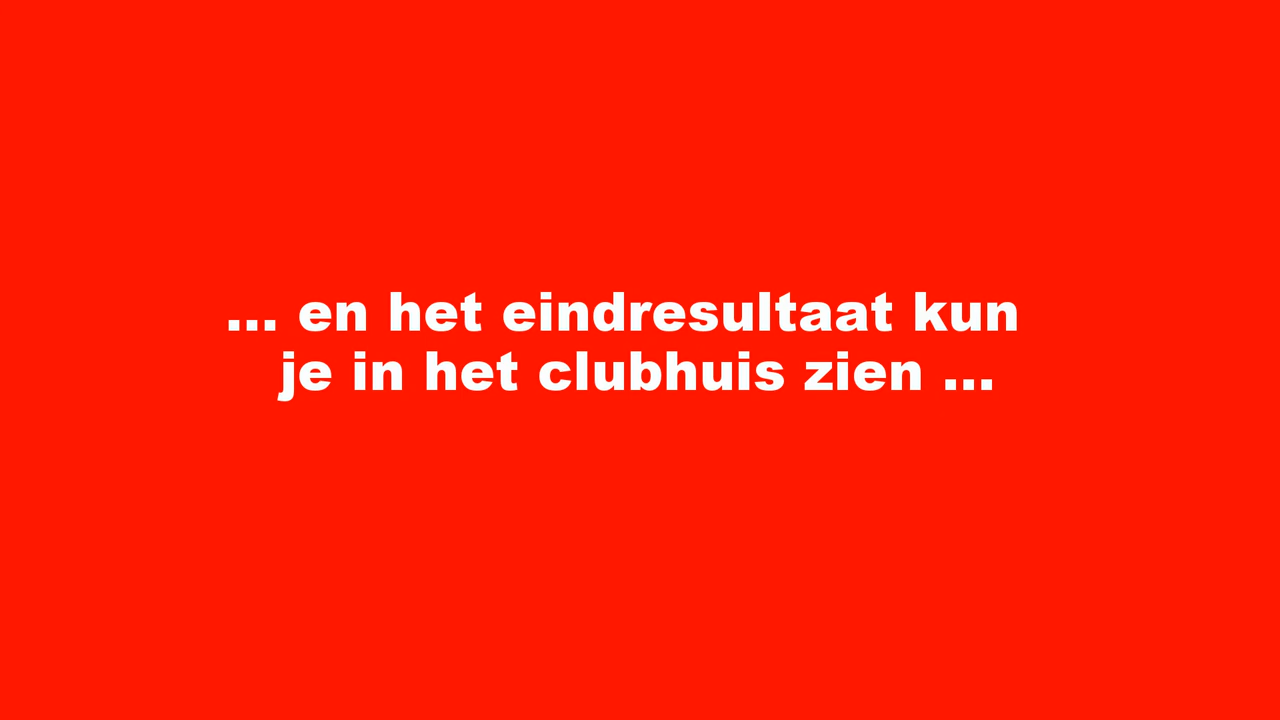 ... en het eindresultaat kun
je in het clubhuis zien ...